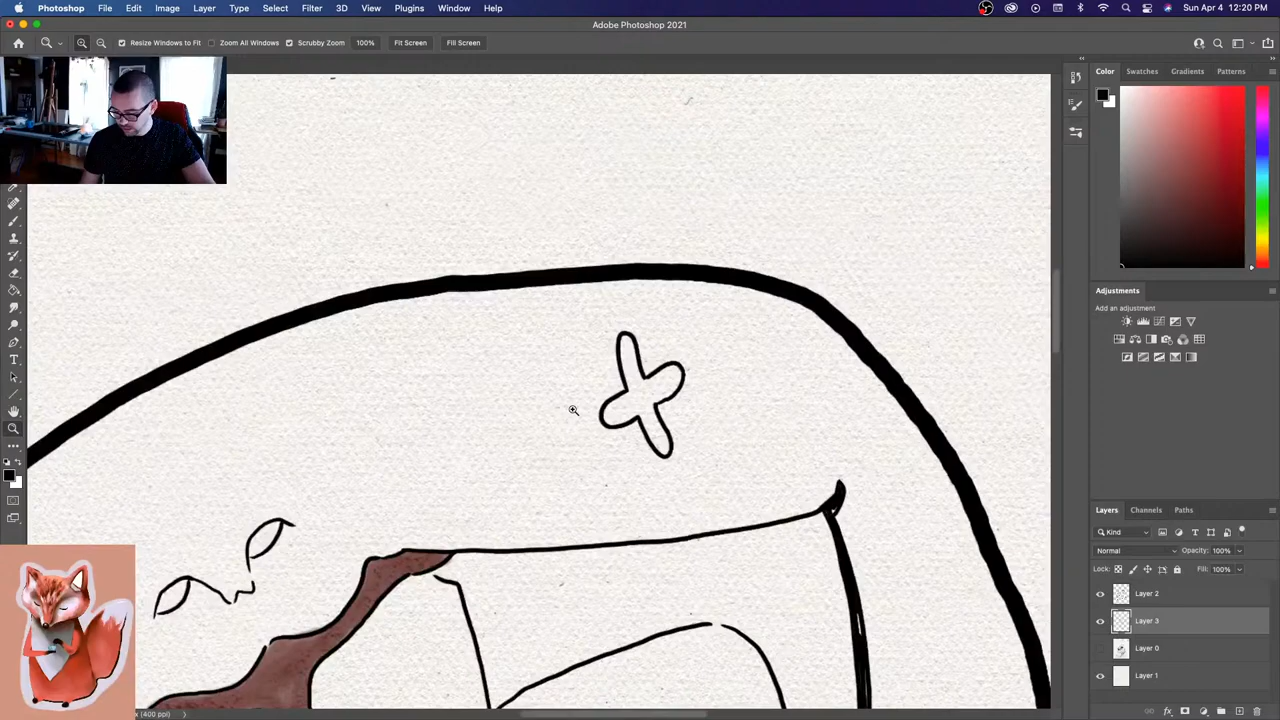 Photoshop File Edit Image Layer Type Select Filter 3D View Plugins Window Help Sun Apr 4 12:20 PM
Adobe Photoshop 2021
Resize Windows to Fit Zoom All Windows Scrubby Zoom 100% Fit Screen Fill Screen
Color Swatches Gradients Patterns
Adjustments
Add an adjustment
Layers Channels Paths
Kind
Normal Opacity: 100%
Lock: Fill: 100%
Layer 2
Layer 3
Layer 0
Layer 1
x (400 ppi)